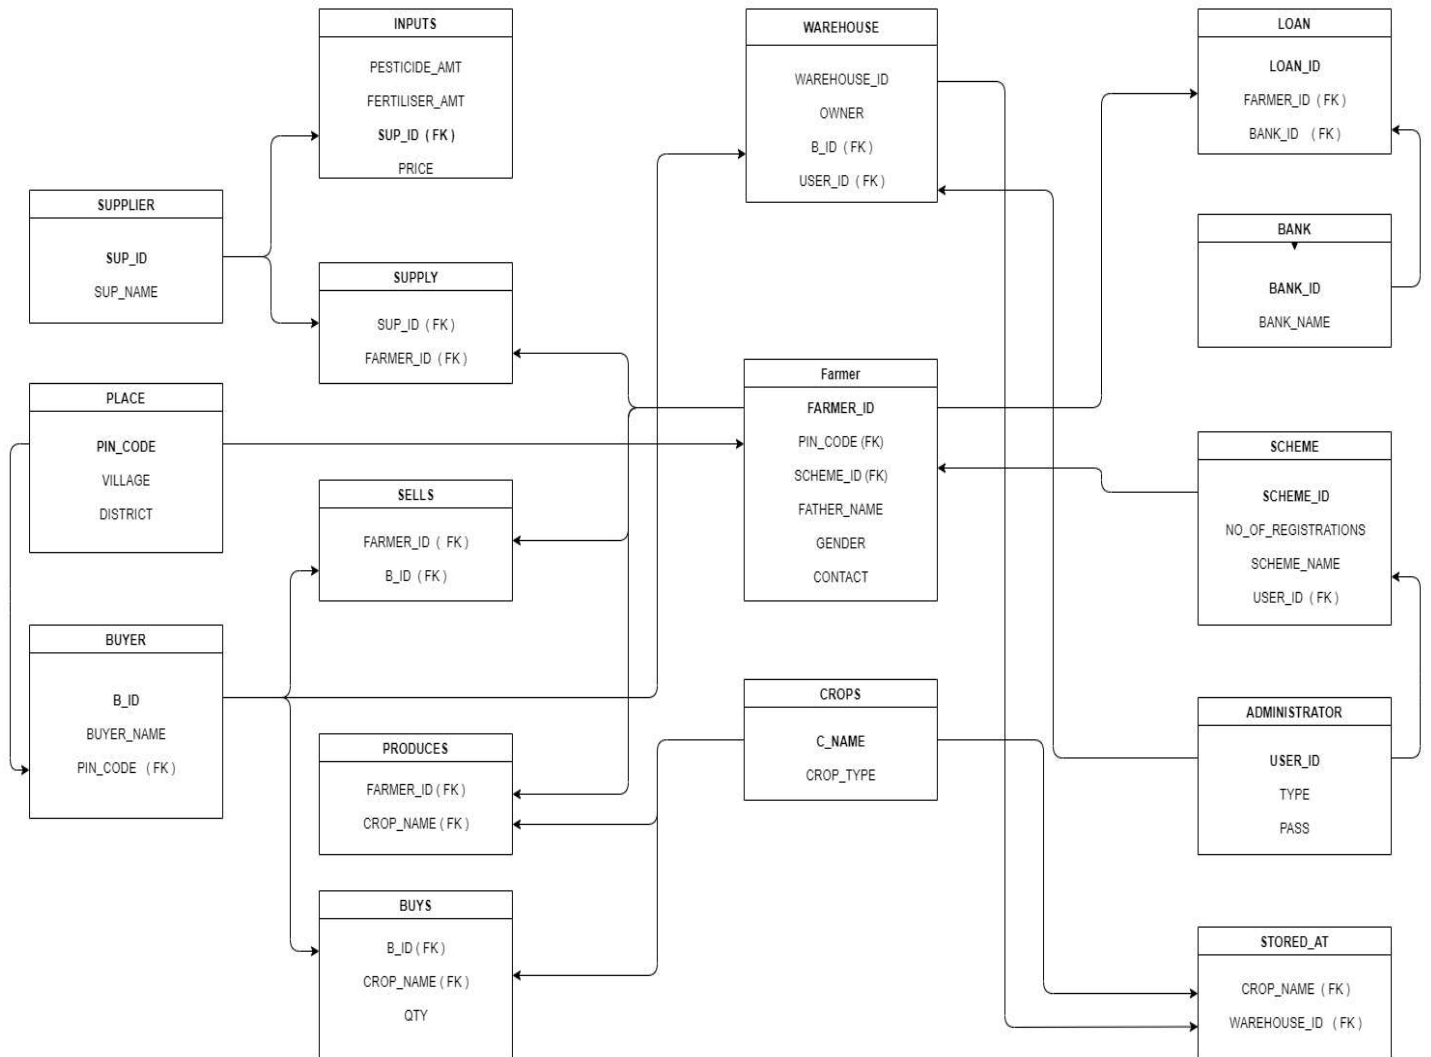 INPUTS
PESTICIDE_AMT
FERTILISER_AMT
SUP_ID ( FK )
PRICE
WAREHOUSE
WAREHOUSE_ID
OWNER
B_ID ( FK )
USER_ID ( FK )
LOAN
LOAN_ID
FARMER_ID ( FK )
BANK_ID ( FK )
SUPPLIER
SUP_ID
SUP_NAME
SUPPLY
SUP_ID ( FK )
FARMER_ID ( FK )
BANK
BANK_ID
BANK_NAME
PLACE
PIN_CODE
VILLAGE
DISTRICT
Farmer
FARMER_ID
PIN_CODE (FK)
SCHEME_ID (FK)
FATHER_NAME
GENDER
CONTACT
SELLS
FARMER_ID ( FK )
B_ID ( FK )
SCHEME
SCHEME_ID
NO_OF_REGISTRATIONS
SCHEME_NAME
USER_ID ( FK )
BUYER
B_ID
BUYER_NAME
PIN_CODE ( FK )
PRODUCES
FARMER_ID ( FK )
CROP_NAME ( FK )
CROPS
C_NAME
CROP_TYPE
ADMINISTRATOR
USER_ID
TYPE
PASS
BUYS
B_ID ( FK )
CROP_NAME ( FK )
QTY
STORED_AT
CROP_NAME ( FK )
WAREHOUSE_ID ( FK )